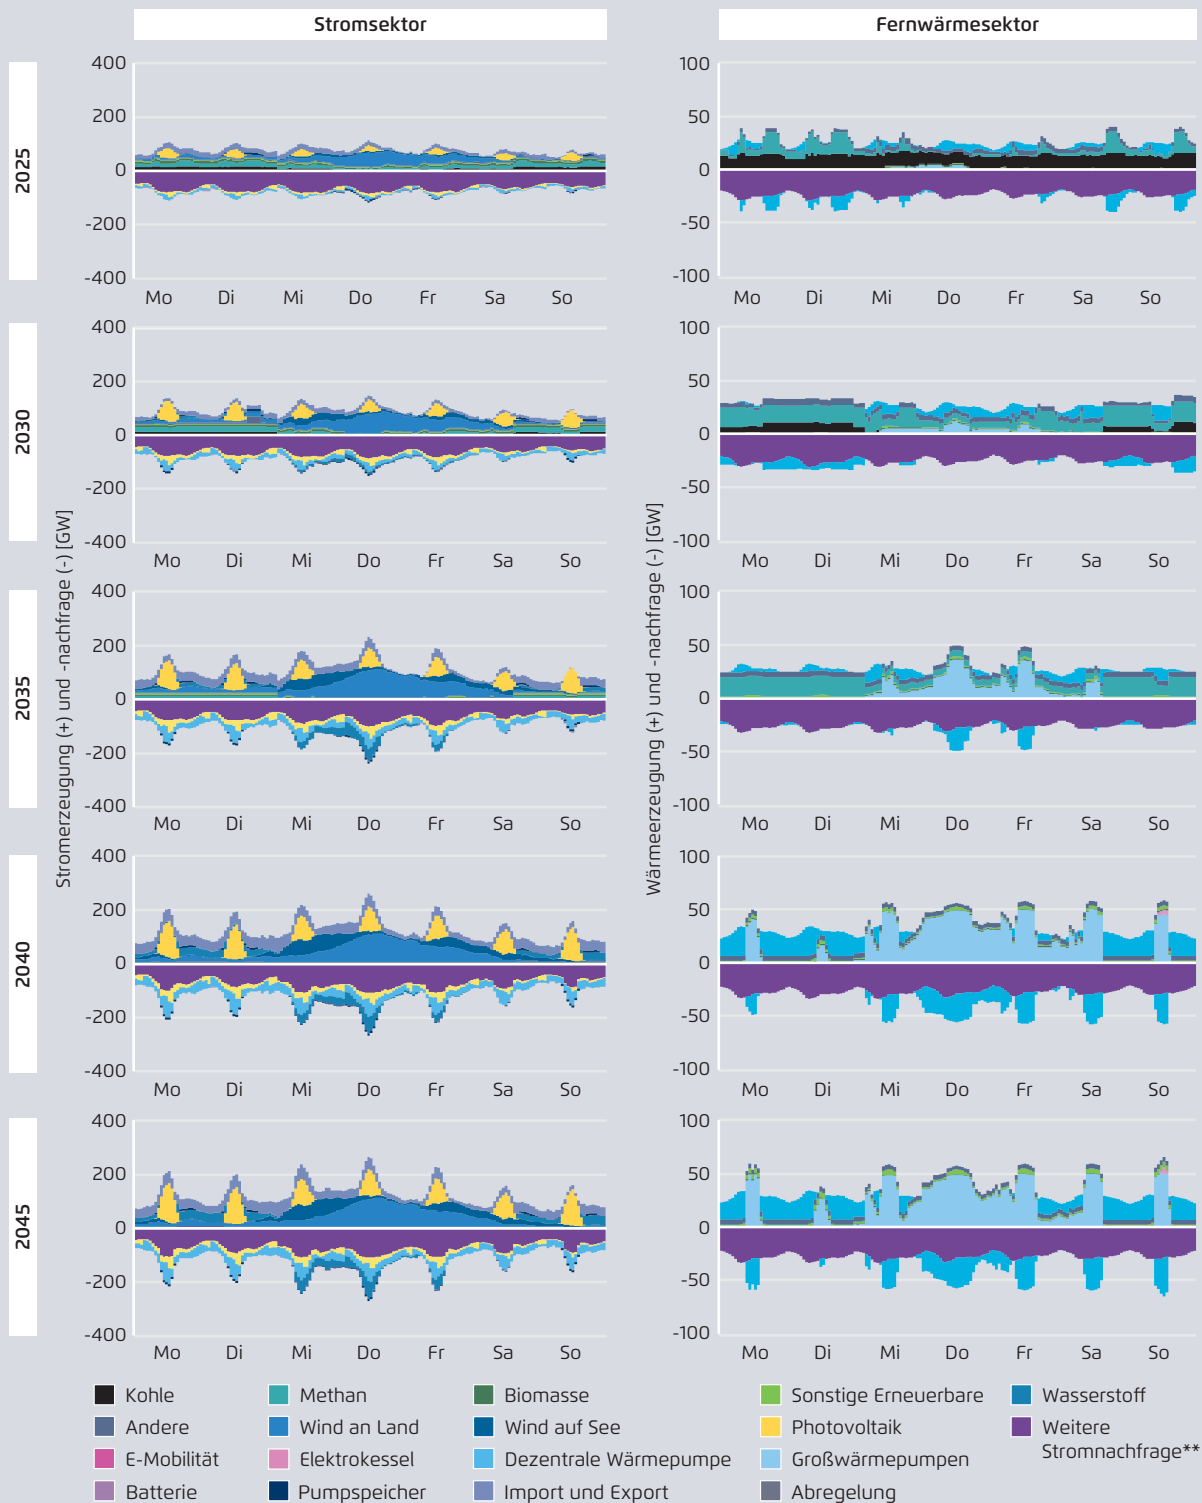 Stromsektor
Fernwärmesektor
Stromerzeugung (+) und -nachfrage (-) [GW]
Wärmeerzeugung (+) und -nachfrage (-) [GW]
2025
400
200
0
-200
-400
Mo Di Mi Do Fr Sa So
100
50
0
-50
-100
Mo Di Mi Do Fr Sa So
2030
400
200
0
-200
-400
Mo Di Mi Do Fr Sa So
100
50
0
-50
-100
Mo Di Mi Do Fr Sa So
2035
400
200
0
-200
-400
Mo Di Mi Do Fr Sa So
100
50
0
-50
-100
Mo Di Mi Do Fr Sa So
2040
400
200
0
-200
-400
Mo Di Mi Do Fr Sa So
100
50
0
-50
-100
Mo Di Mi Do Fr Sa So
2045
400
200
0
-200
-400
Mo Di Mi Do Fr Sa So
100
50
0
-50
-100
Mo Di Mi Do Fr Sa So
Kohle
Andere
E-Mobilität
Batterie
Methan
Wind an Land
Elektrokessel
Pumpspeicher
Biomasse
Wind auf See
Dezentrale Wärmepumpe
Import und Export
Sonstige Erneuerbare
Photovoltaik
Großwärmepumpen
Abregelung
Wasserstoff
Weitere
Stromnachfrage**